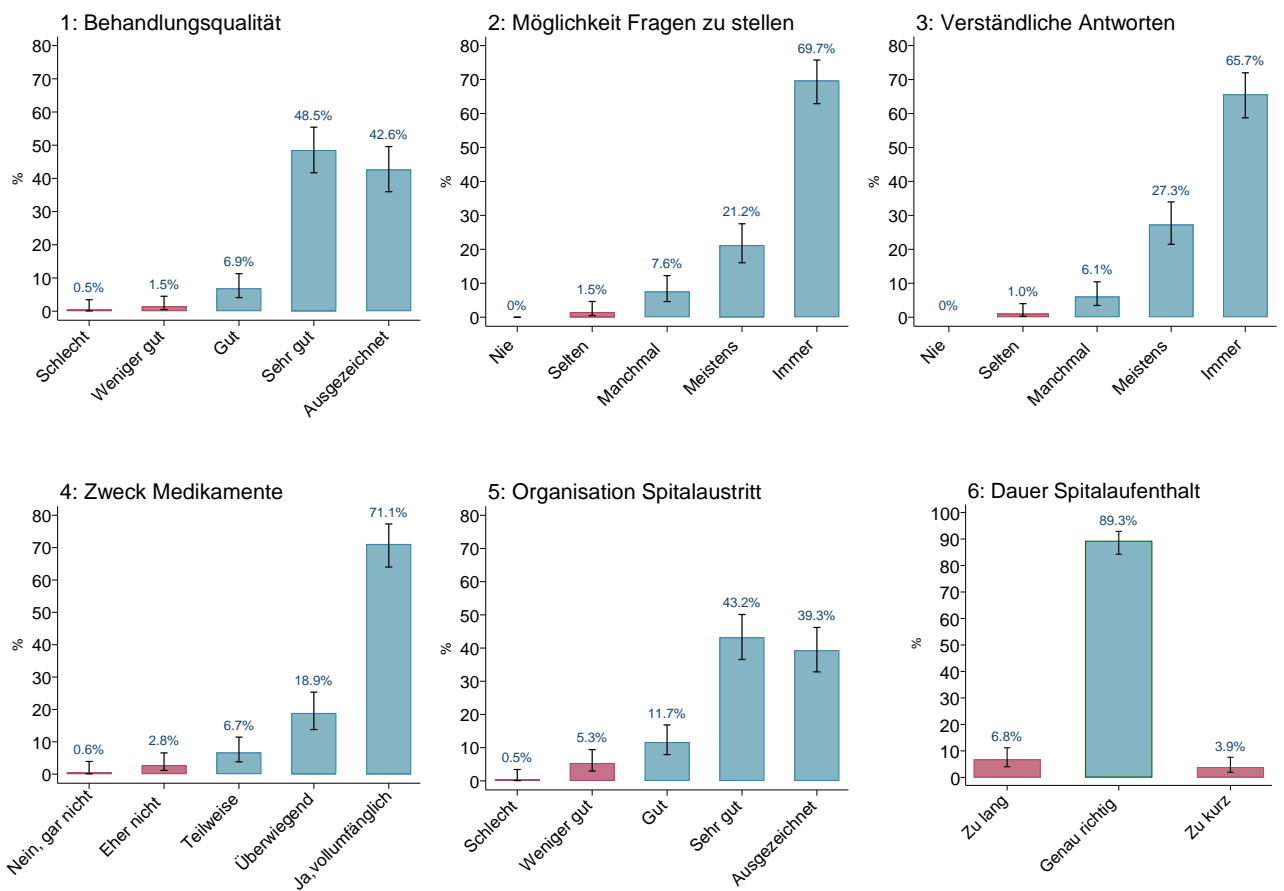 1: Behandlungsqualität
80
70
60
50
40
30
20
10
0
%
0.5%
1.5%
6.9%
48.5%
42.6%
Schlecht
Weniger gut
Gut
Sehr gut
Ausgezeichnet
2: Möglichkeit Fragen zu stellen
80
70
60
50
40
30
20
10
0
%
0%
1.5%
7.6%
21.2%
69.7%
Nie
Selten
Manchmal
Meistens
Immer
3: Verständliche Antworten
80
70
60
50
40
30
20
10
0
%
0%
1.0%
6.1%
27.3%
65.7%
Nie
Selten
Manchmal
Meistens
Immer
4: Zweck Medikamente
80
70
60
50
40
30
20
10
0
%
0.6%
2.8%
6.7%
18.9%
71.1%
Nein, gar nicht
Eher nicht
Teilweise
Überwiegend
Ja, vollumfänglich
5: Organisation Spitalaustritt
80
70
60
50
40
30
20
10
0
%
0.5%
5.3%
11.7%
43.2%
39.3%
Schlecht
Weniger gut
Gut
Sehr gut
Ausgezeichnet
6: Dauer Spitalaufenthalt
100
90
80
70
60
50
40
30
20
10
0
%
6.8%
89.3%
3.9%
Zu lang
Genau richtig
Zu kurz